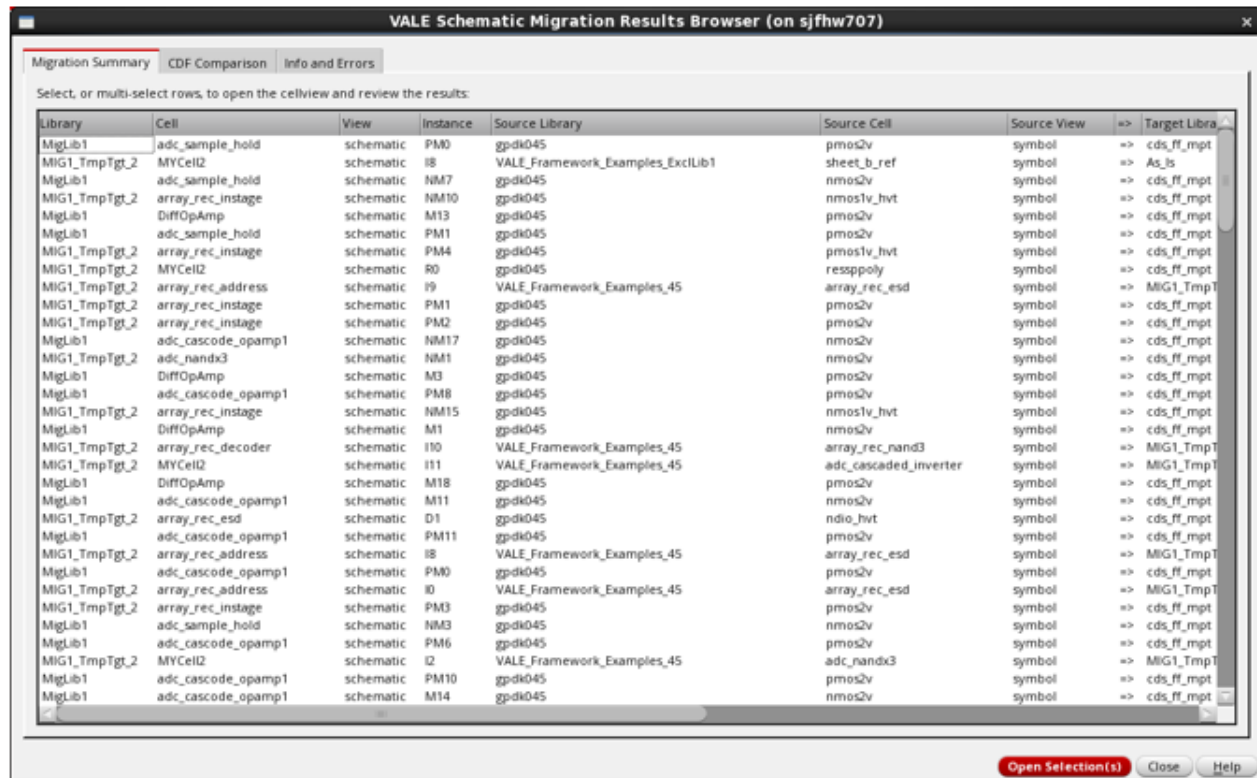 VALE Schematic Migration Results Browser (on sjfhw707)
Migration Summary CDF Comparison Info and Errors
Select, or multi-select rows, to open the cellview and review the results:
Library Cell View Instance Source Library Source Cell Source View => Target Libra
MigLib1 adc_sample_hold schematic PM0 gpdk045 pmos2v symbol => cds_ff_mpt
MIG1_TmpTgt_2 MYCell2 schematic I8 VALE_Framework_Examples_ExclLib1 sheet_b_ref symbol => As_Is
MigLib1 adc_sample_hold schematic NM7 gpdk045 nmos2v symbol => cds_ff_mpt
MIG1_TmpTgt_2 array_rec_instage schematic NM10 gpdk045 nmos1v_hvt symbol => cds_ff_mpt
MigLib1 DiffOpAmp schematic M13 gpdk045 pmos2v symbol => cds_ff_mpt
MigLib1 adc_sample_hold schematic PM1 gpdk045 pmos2v symbol => cds_ff_mpt
MIG1_TmpTgt_2 array_rec_instage schematic PM4 gpdk045 pmos1v_hvt symbol => cds_ff_mpt
MIG1_TmpTgt_2 MYCell2 schematic R0 gpdk045 ressppoly symbol => cds_ff_mpt
MIG1_TmpTgt_2 array_rec_address schematic I9 VALE_Framework_Examples_45 array_rec_esd symbol => MIG1_TmpT
MIG1_TmpTgt_2 array_rec_instage schematic PM1 gpdk045 pmos2v symbol => cds_ff_mpt
MIG1_TmpTgt_2 array_rec_instage schematic PM2 gpdk045 pmos2v symbol => cds_ff_mpt
MigLib1 adc_cascode_opamp1 schematic NM17 gpdk045 nmos2v symbol => cds_ff_mpt
MIG1_TmpTgt_2 adc_nandx3 schematic NM1 gpdk045 nmos2v symbol => cds_ff_mpt
MigLib1 DiffOpAmp schematic M3 gpdk045 pmos2v symbol => cds_ff_mpt
MigLib1 adc_cascode_opamp1 schematic PM8 gpdk045 pmos2v symbol => cds_ff_mpt
MIG1_TmpTgt_2 array_rec_instage schematic NM15 gpdk045 nmos1v_hvt symbol => cds_ff_mpt
MigLib1 DiffOpAmp schematic M1 gpdk045 nmos2v symbol => cds_ff_mpt
MIG1_TmpTgt_2 array_rec_decoder schematic I10 VALE_Framework_Examples_45 array_rec_nand3 symbol => MIG1_TmpT
MIG1_TmpTgt_2 MYCell2 schematic I11 VALE_Framework_Examples_45 adc_cascaded_inverter symbol => MIG1_TmpT
MigLib1 DiffOpAmp schematic M18 gpdk045 pmos2v symbol => cds_ff_mpt
MigLib1 adc_cascode_opamp1 schematic M11 gpdk045 nmos2v symbol => cds_ff_mpt
MIG1_TmpTgt_2 array_rec_esd schematic D1 gpdk045 ndio_hvt symbol => cds_ff_mpt
MigLib1 adc_cascode_opamp1 schematic PM11 gpdk045 pmos2v symbol => cds_ff_mpt
MIG1_TmpTgt_2 array_rec_address schematic I8 VALE_Framework_Examples_45 array_rec_esd symbol => MIG1_TmpT
MigLib1 adc_cascode_opamp1 schematic PM0 gpdk045 pmos2v symbol => cds_ff_mpt
MIG1_TmpTgt_2 array_rec_address schematic I0 VALE_Framework_Examples_45 array_rec_esd symbol => MIG1_TmpT
MIG1_TmpTgt_2 array_rec_instage schematic PM3 gpdk045 pmos2v symbol => cds_ff_mpt
MigLib1 adc_sample_hold schematic NM3 gpdk045 nmos2v symbol => cds_ff_mpt
MigLib1 adc_cascode_opamp1 schematic PM6 gpdk045 pmos2v symbol => cds_ff_mpt
MIG1_TmpTgt_2 MYCell2 schematic I2 VALE_Framework_Examples_45 adc_nandx3 symbol => MIG1_TmpT
MigLib1 adc_cascode_opamp1 schematic PM10 gpdk045 pmos2v symbol => cds_ff_mpt
MigLib1 adc_cascode_opamp1 schematic M14 gpdk045 nmos2v symbol => cds_ff_mpt
Open Selection(s) Close Help